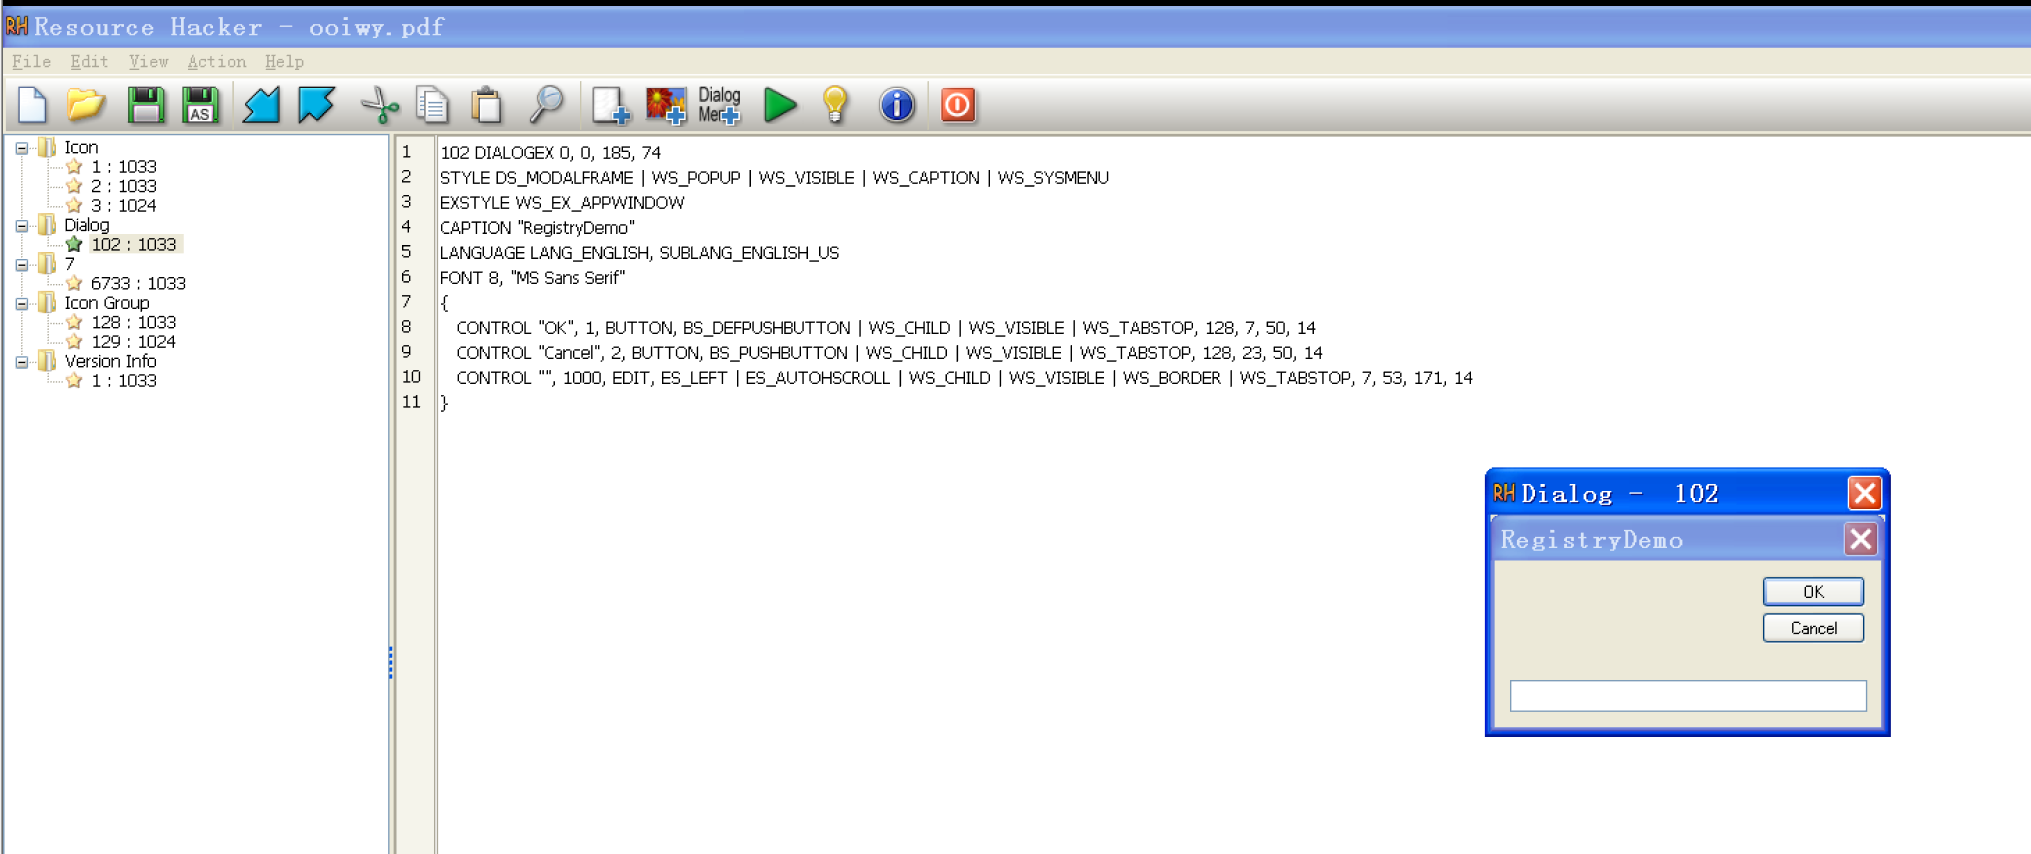 RH Resource Hacker - ooiwy.pdf
File Edit View Action Help
AS
Dialog
Men
Icon
1 : 1033
2 : 1033
3 : 1024
Dialog
102 : 1033
7
6733 : 1033
Icon Group
128 : 1033
129 : 1024
Version Info
1 : 1033
1 102 DIALOGEX 0, 0, 185, 74
2 STYLE DS_MODALFRAME | WS_POPUP | WS_VISIBLE | WS_CAPTION | WS_SYSMENU
3 EXSTYLE WS_EX_APPWINDOW
4 CAPTION "RegistryDemo"
5 LANGUAGE LANG_ENGLISH, SUBLANG_ENGLISH_US
6 FONT 8, "MS Sans Serif"
7 {
8 CONTROL "OK", 1, BUTTON, BS_DEFPUSHBUTTON | WS_CHILD | WS_VISIBLE | WS_TABSTOP, 128, 7, 50, 14
9 CONTROL "Cancel", 2, BUTTON, BS_PUSHBUTTON | WS_CHILD | WS_VISIBLE | WS_TABSTOP, 128, 23, 50, 14
10 CONTROL "", 1000, EDIT, ES_LEFT | ES_AUTOHSCROLL | WS_CHILD | WS_VISIBLE | WS_BORDER | WS_TABSTOP, 7, 53, 171, 14
11 }
RH Dialog - 102
RegistryDemo
OK
Cancel